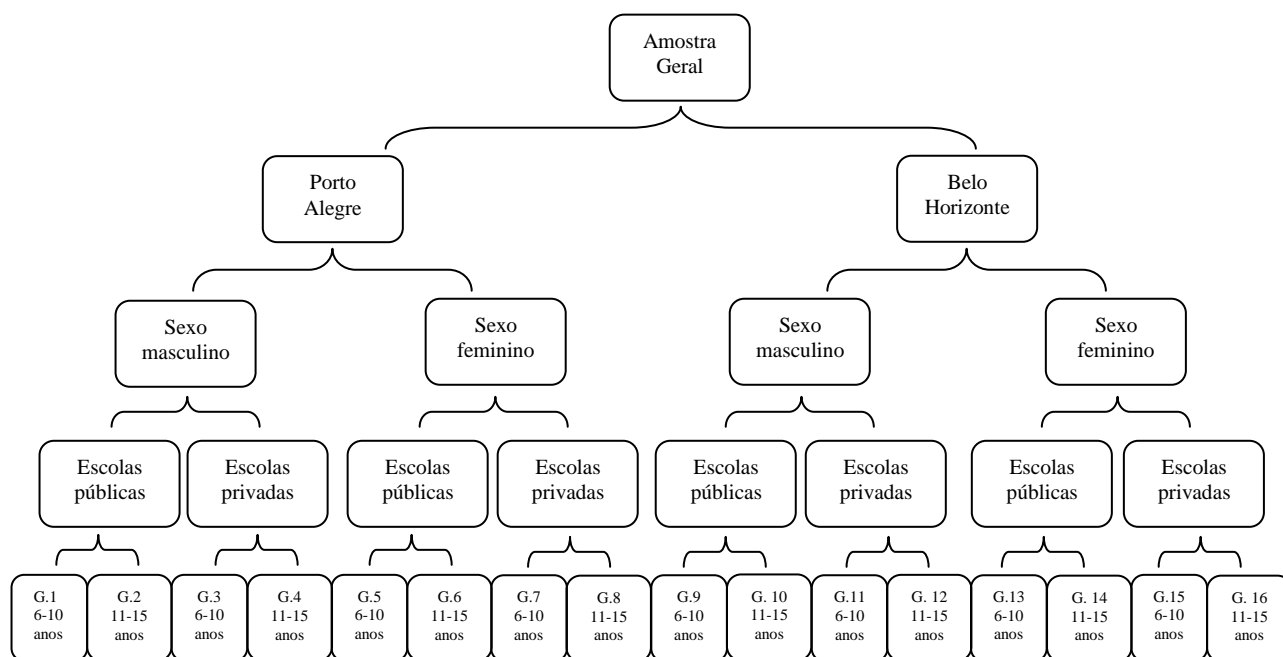 Amostra
Geral
Porto
Alegre
Belo
Horizonte
Sexo
masculino
Sexo
feminino
Sexo
masculino
Sexo
feminino
Escolas
públicas
Escolas
privadas
Escolas
públicas
Escolas
privadas
Escolas
públicas
Escolas
privadas
Escolas
públicas
Escolas
privadas
G.1
6-10
anos
G.2
11-15
anos
G.3
6-10
anos
G.4
11-15
anos
G.5
6-10
anos
G.6
11-15
anos
G.7
6-10
anos
G.8
11-15
anos
G.9
6-10
anos
G. 10
11-15
anos
G.11
6-10
anos
G. 12
11-15
anos
G.13
6-10
anos
G. 14
11-15
anos
G.15
6-10
anos
G. 16
11-15
anos